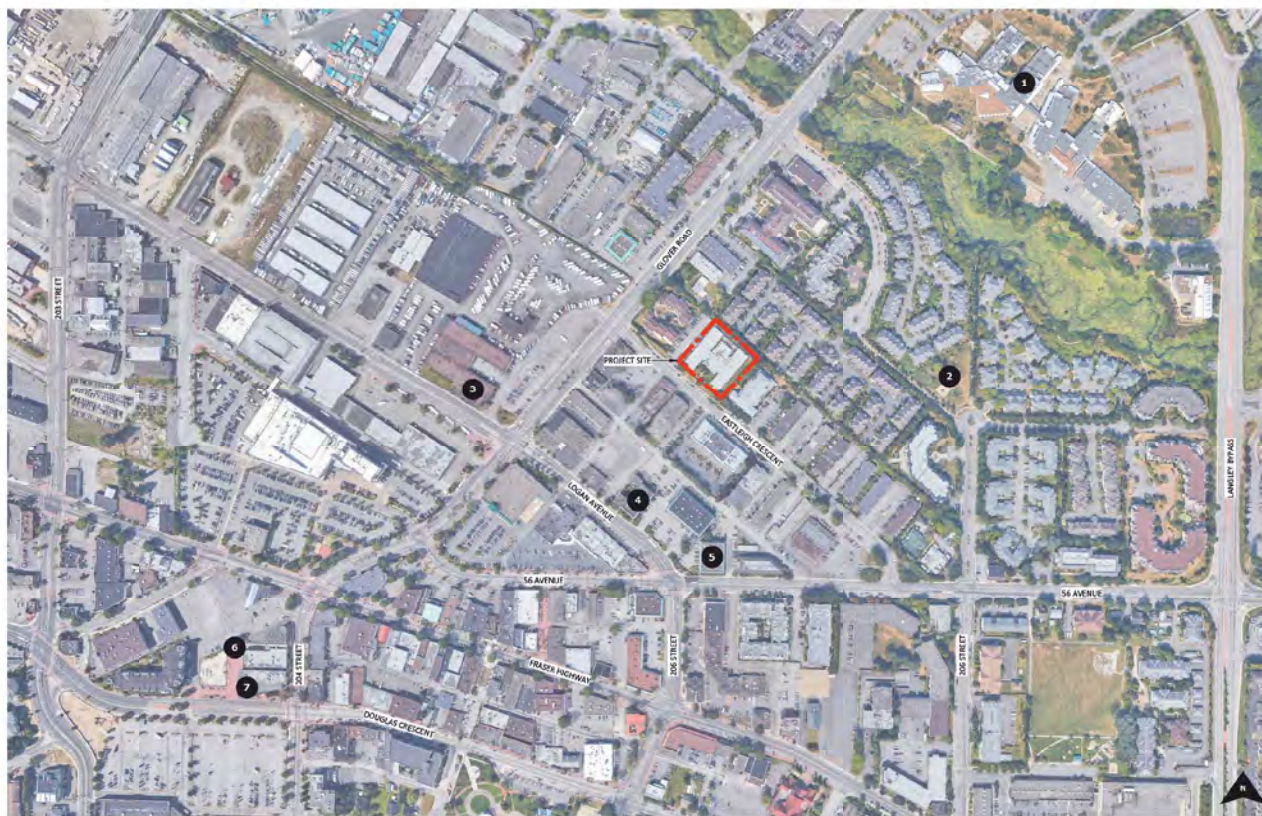 1
GLOVER ROAD
203 STREET
PROJECT SITE
2
3
EASTLEIGH CRESCENT
LANGLEY BYPASS
4
LOGAN AVENUE
5
56 AVENUE
56 AVENUE
6
204 STREET
206 STREET
206 STREET
FRASER HIGHWAY
7
DOUGLAS CRESCENT
N